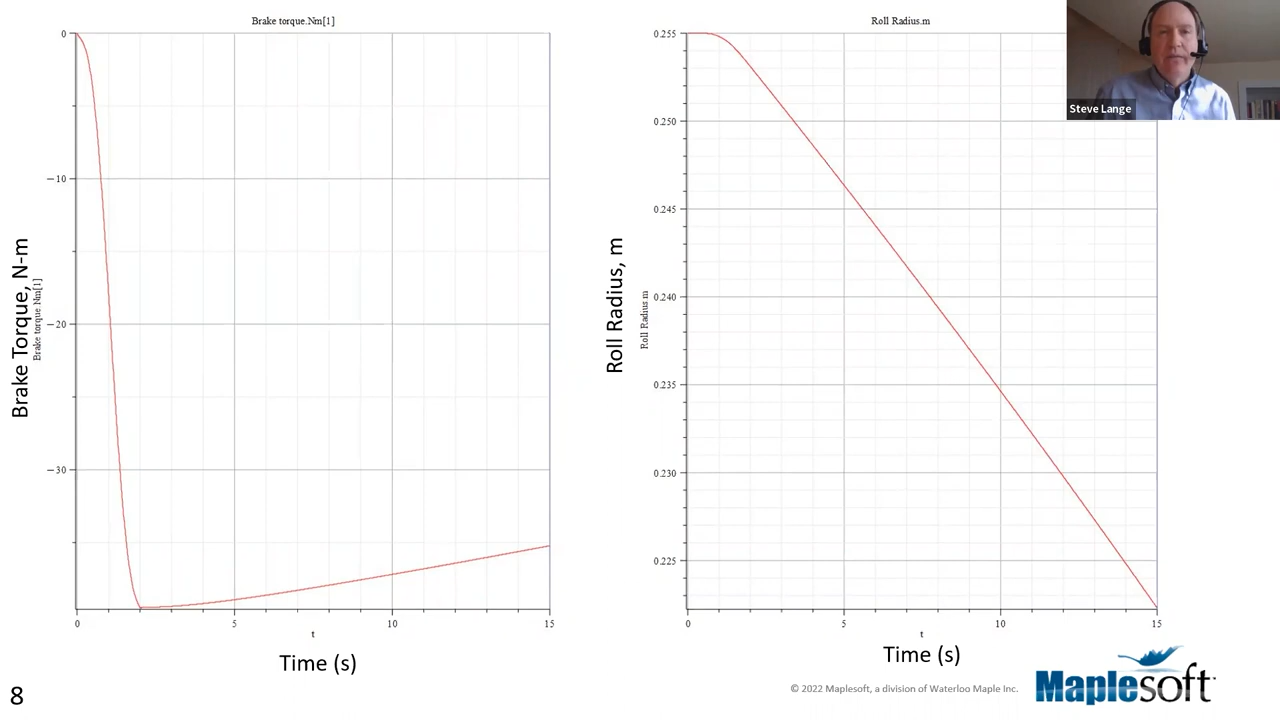 Brake torque.Nm[1]
0
−10
−20
−30
Brake Torque, N-m
Brake torque Nm[1]
0
5
10
15
t
Time (s)
Roll Radius.m
0.255
0.250
0.245
0.240
0.235
0.230
0.225
Roll Radius, m
Roll Radius m
0
5
10
15
t
Time (s)
Steve Lange
8
© 2022 Maplesoft, a division of Waterloo Maple Inc.
Maplesoft